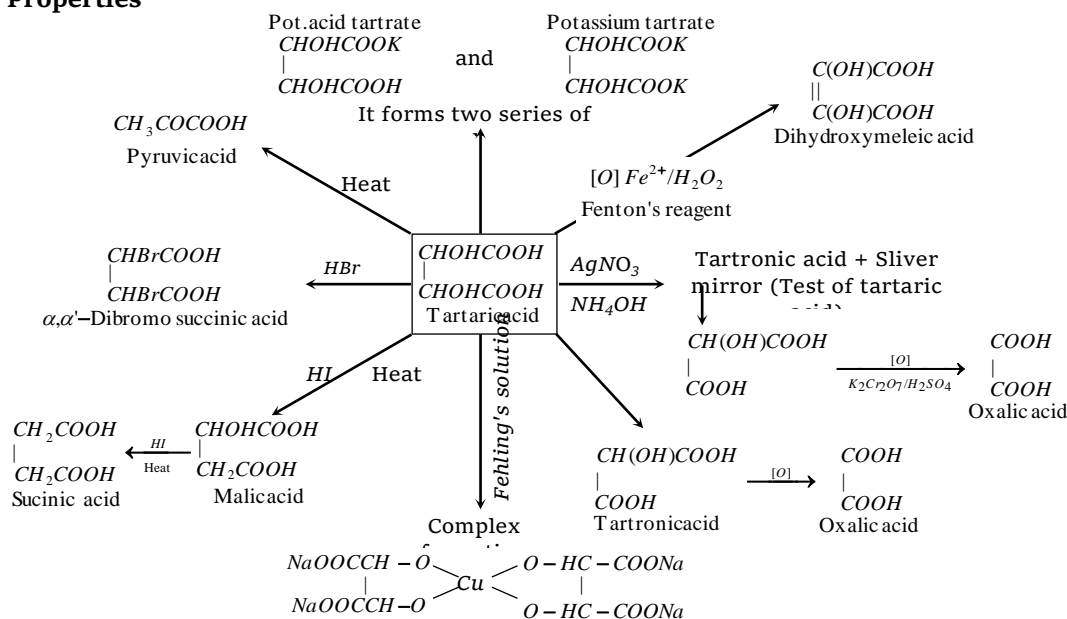 Properties
Pot.acid tartrate
CHOHCOOK
|
CHOHCOOH
and
Potassium tartrate
CHOHCOOK
|
CHOHCOOK
It forms two series of
C(OH)COOH
||
C(OH)COOH
Dihydroxymeleic acid
CH₃COCOOH
Pyruvicacid
Heat
[O] Fe²⁺/H₂O₂
Fenton's reagent
CHBrCOOH
|
CHBrCOOH
α,α'–Dibromo succinic acid
HBr
CHOHCOOH
|
CHOHCOOH
Tartaricacid
AgNO₃
NH₄OH
Tartronic acid + Sliver
mirror (Test of tartaric
acid)
CH(OH)COOH
|
COOH
[O]
K₂Cr₂O₇/H₂SO₄
COOH
|
COOH
Oxalic acid
HI Heat
CH₂COOH
|
CH₂COOH
Sucinic acid
HI
Heat
CHOHCOOH
|
CH₂COOH
Malicacid
Fehling's solution
CH(OH)COOH
|
COOH
Tartronicacid
[O]
COOH
|
COOH
Oxalic acid
Complex
NaOOCCH – O O – HC – COONa
| Cu |
NaOOCCH – O O – HC – COONa